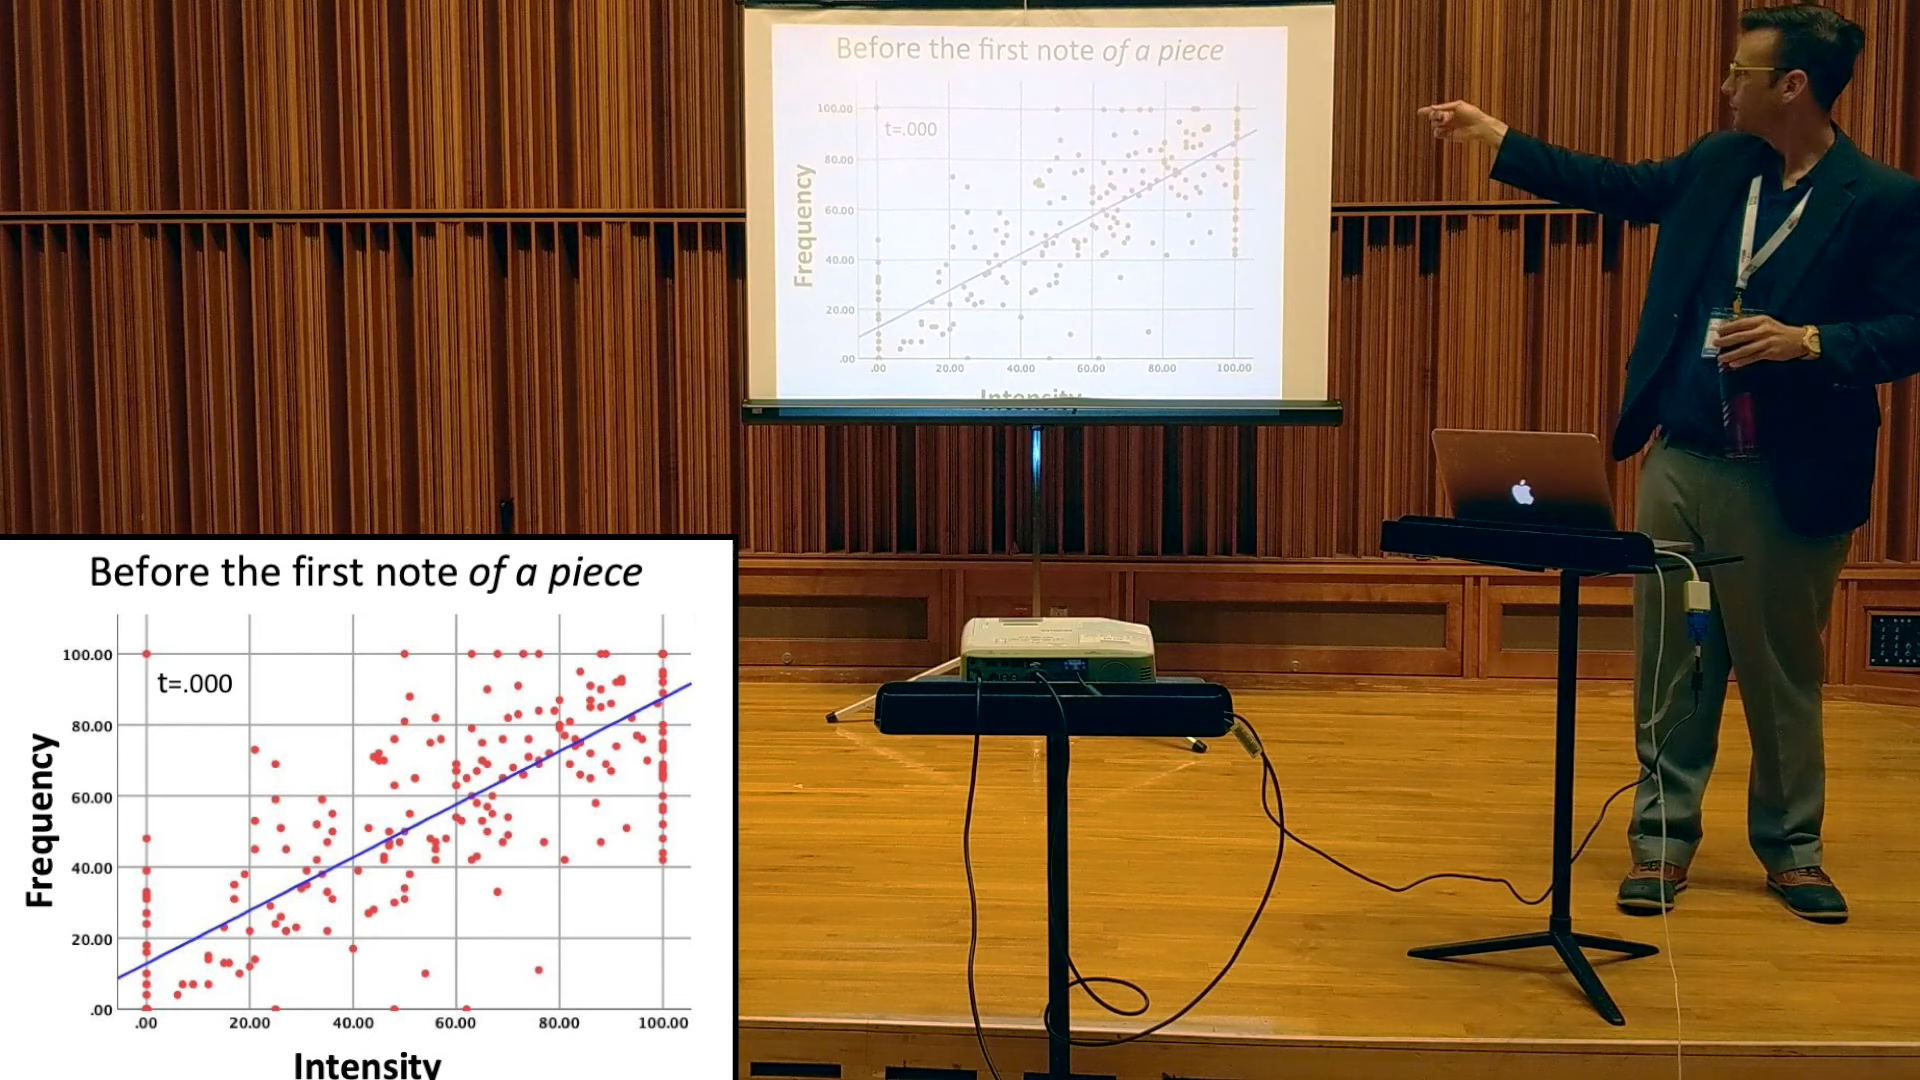 Before the first note of a piece
100.00
t=.000
80.00
Frequency
60.00
40.00
20.00
.00
.00 20.00 40.00 60.00 80.00 100.00
Intensity
Before the first note of a piece
100.00
t=.000
80.00
Frequency
60.00
40.00
20.00
.00
.00 20.00 40.00 60.00 80.00 100.00
Intensity